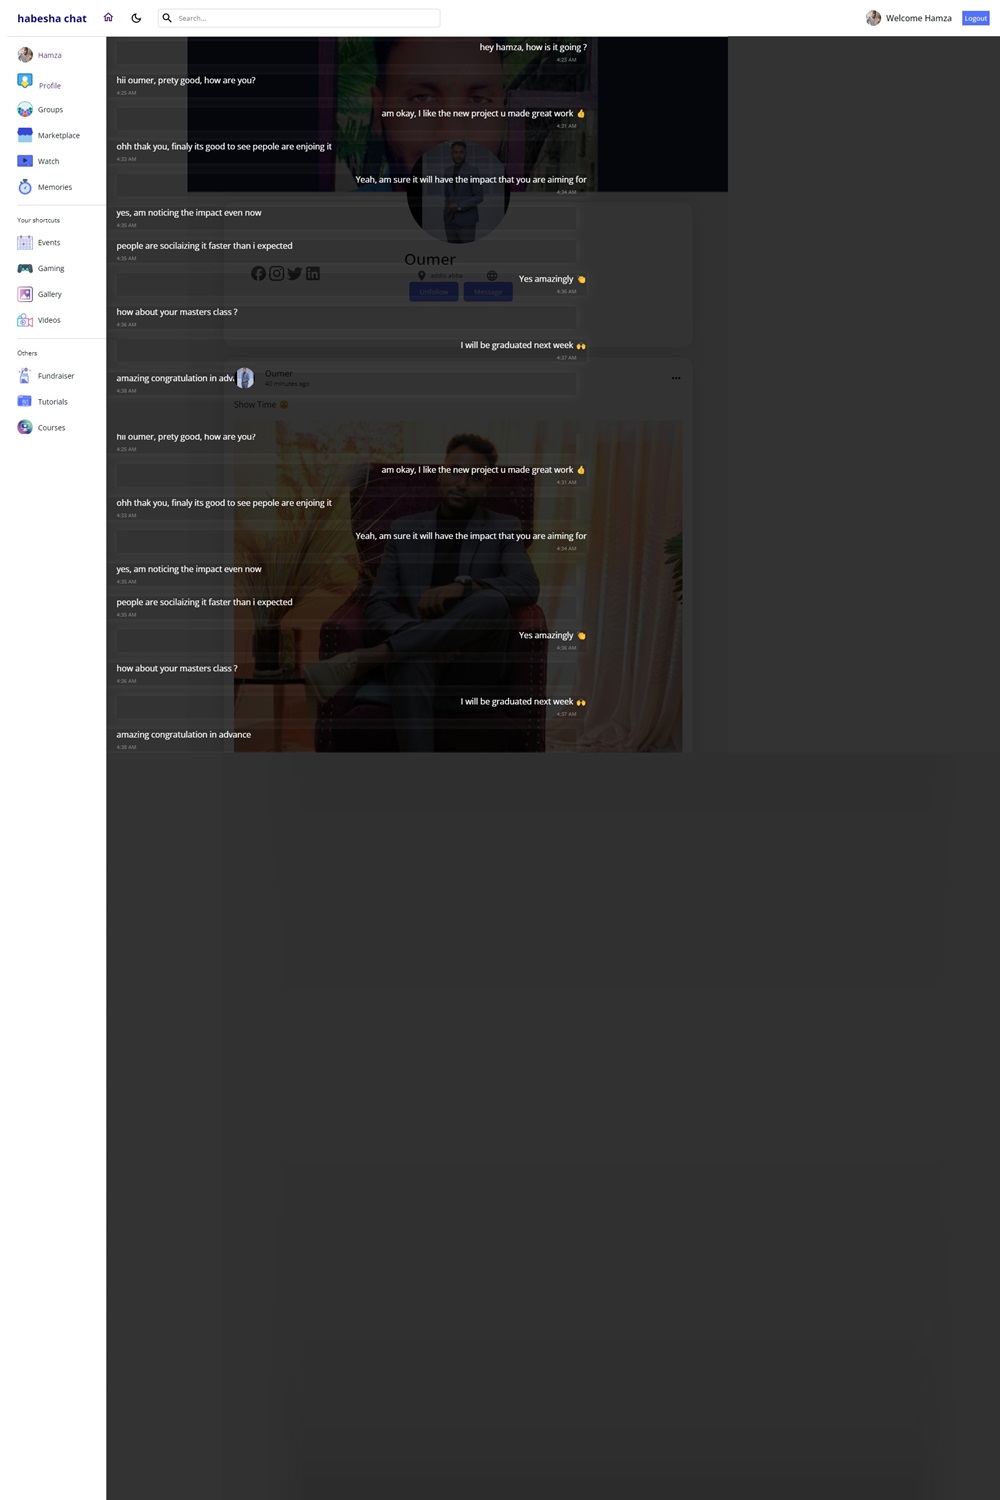 habesha chat
Search...
Welcome Hamza
Logout
Hamza
Profile
Groups
Marketplace
Watch
Memories
Your shortcuts
Events
Gaming
Gallery
Videos
Others
Fundraiser
Tutorials
Courses
hey hamza, how is it going ?
4:25 AM
hii oumer, prety good, how are you?
4:25 AM
am okay, I like the new project u made great work 👍
4:31 AM
ohh thak you, finaly its good to see pepole are enjoing it
4:33 AM
Yeah, am sure it will have the impact that you are aiming for
4:34 AM
yes, am noticing the impact even now
4:35 AM
people are socilaizing it faster than i expected
4:35 AM
Oumer
Yes amazingly 👏
4:36 AM
Unfollow
Message
how about your masters class ?
4:36 AM
I will be graduated next week 🙌
4:37 AM
amazing congratulation in adv
4:38 AM
Oumer
40 minutes ago
Show Time
hii oumer, prety good, how are you?
4:25 AM
am okay, I like the new project u made great work 👍
4:31 AM
ohh thak you, finaly its good to see pepole are enjoing it
4:33 AM
Yeah, am sure it will have the impact that you are aiming for
4:34 AM
yes, am noticing the impact even now
4:35 AM
people are socilaizing it faster than i expected
4:35 AM
Yes amazingly 👏
4:36 AM
how about your masters class ?
4:36 AM
I will be graduated next week 🙌
4:37 AM
amazing congratulation in advance
4:38 AM